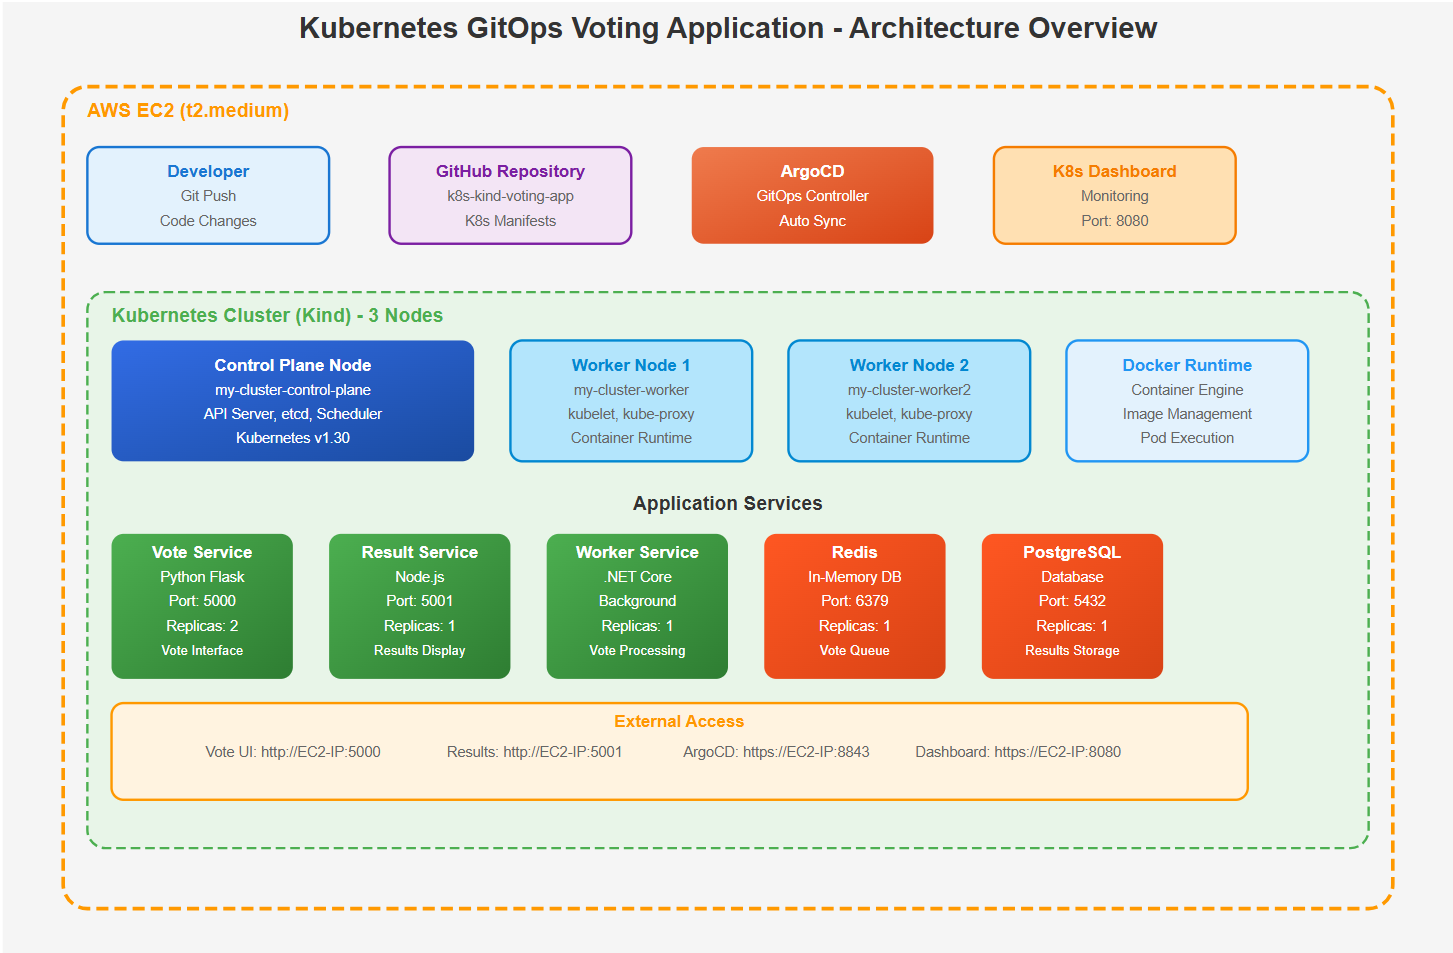 Kubernetes GitOps Voting Application - Architecture Overview
AWS EC2 (t2.medium)
Developer
Git Push
Code Changes
GitHub Repository
k8s-kind-voting-app
K8s Manifests
ArgoCD
GitOps Controller
Auto Sync
K8s Dashboard
Monitoring
Port: 8080
Kubernetes Cluster (Kind) - 3 Nodes
Control Plane Node
my-cluster-control-plane
API Server, etcd, Scheduler
Kubernetes v1.30
Worker Node 1
my-cluster-worker
kubelet, kube-proxy
Container Runtime
Worker Node 2
my-cluster-worker2
kubelet, kube-proxy
Container Runtime
Docker Runtime
Container Engine
Image Management
Pod Execution
Application Services
Vote Service
Python Flask
Port: 5000
Replicas: 2
Vote Interface
Result Service
Node.js
Port: 5001
Replicas: 1
Results Display
Worker Service
.NET Core
Background
Replicas: 1
Vote Processing
Redis
In-Memory DB
Port: 6379
Replicas: 1
Vote Queue
PostgreSQL
Database
Port: 5432
Replicas: 1
Results Storage
External Access
Vote UI: http://EC2-IP:5000
Results: http://EC2-IP:5001
ArgoCD: https://EC2-IP:8843
Dashboard: https://EC2-IP:8080